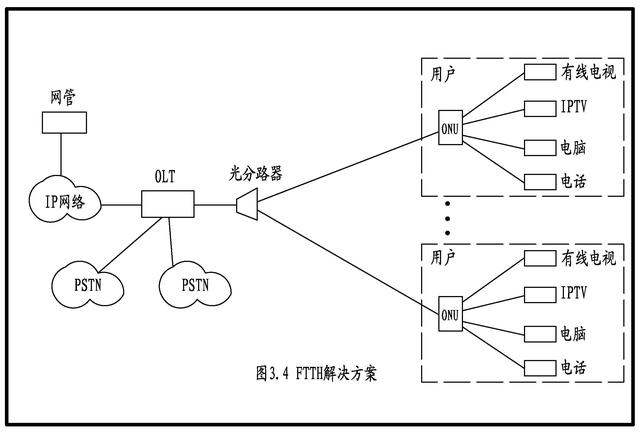 网管
IP网络
OLT
光分路器
PSTN
PSTN
用户
ONU
有线电视
IPTV
电脑
电话
用户
ONU
有线电视
IPTV
电脑
电话
图3.4 FTTH解决方案